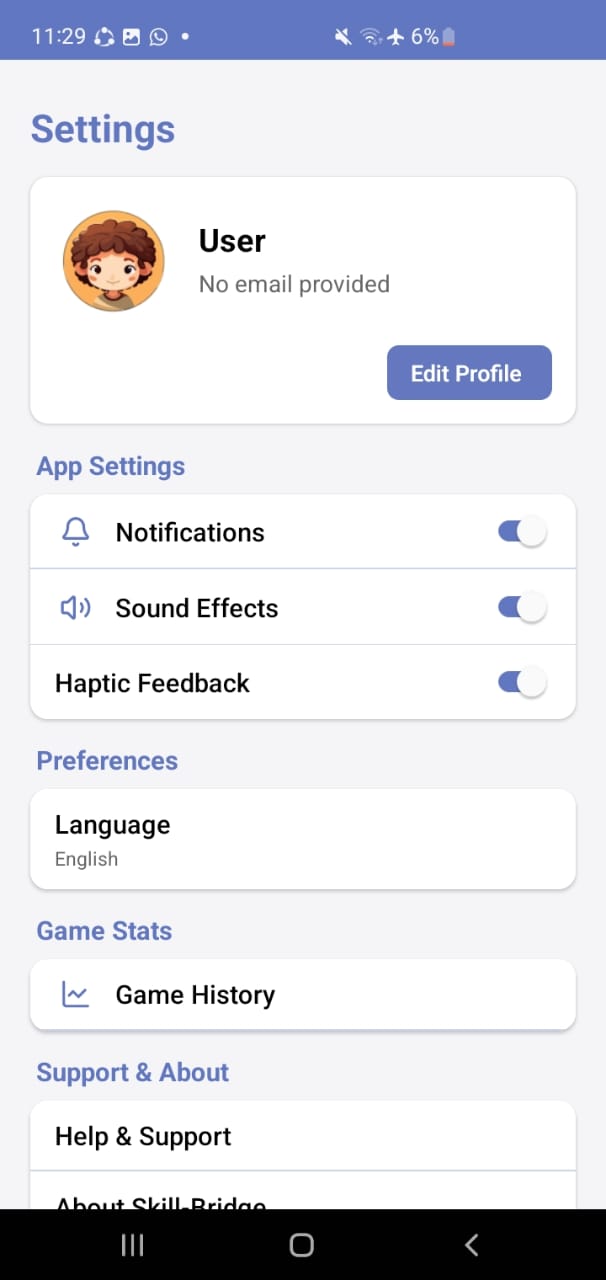 11:29
6%
Settings
User
No email provided
Edit Profile
App Settings
Notifications
Sound Effects
Haptic Feedback
Preferences
Language
English
Game Stats
Game History
Support & About
Help & Support
About Skill-Bridge